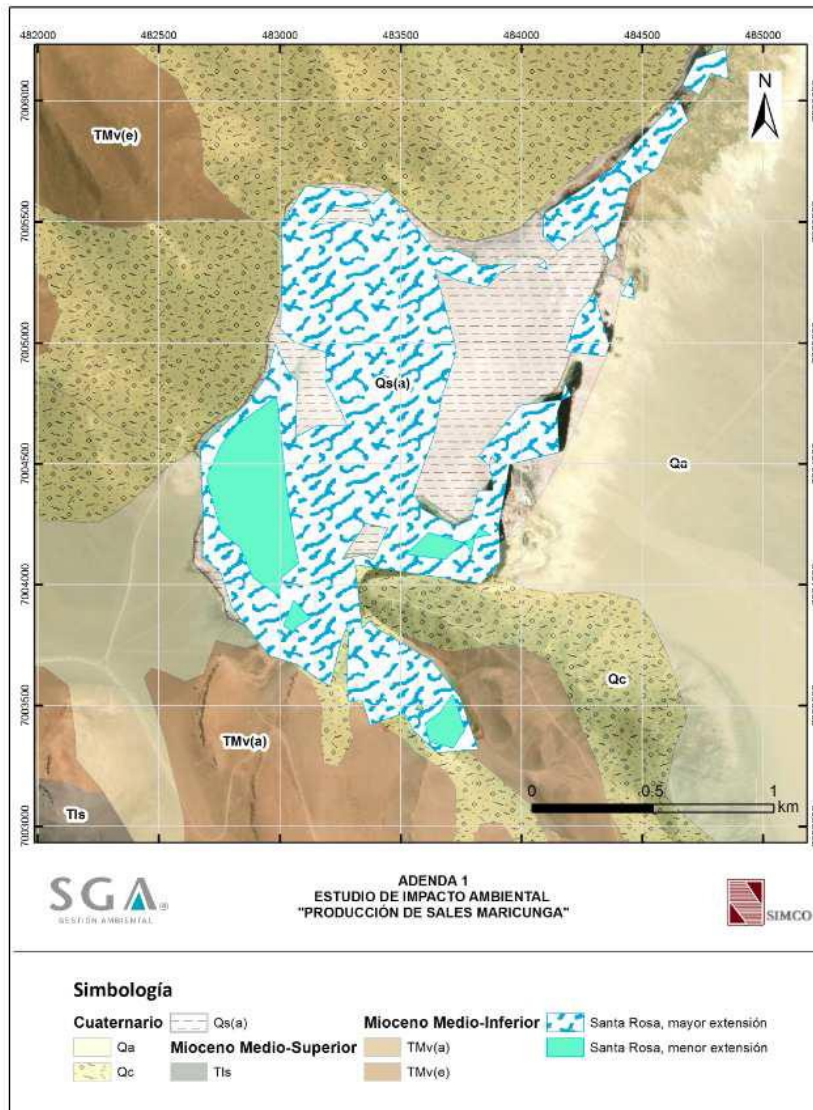 482000 482500 483000 483500 484000 484500 485000
N
TMv(e)
7006000
7005500
7005000
Qs(a)
7004500
Qa
7004000
Qc
7003500
TMv(a)
Tls
0 0.5 1
km
7003000
SGA®
GESTIÓN AMBIENTAL
ADENDA 1
ESTUDIO DE IMPACTO AMBIENTAL
"PRODUCCIÓN DE SALES MARICUNGA"
SIMCO
Simbología
Cuaternario Qs(a) Mioceno Medio-Inferior Santa Rosa, mayor extensión
Qa Mioceno Medio-Superior TMv(a) Santa Rosa, menor extensión
Qc Tls TMv(e)